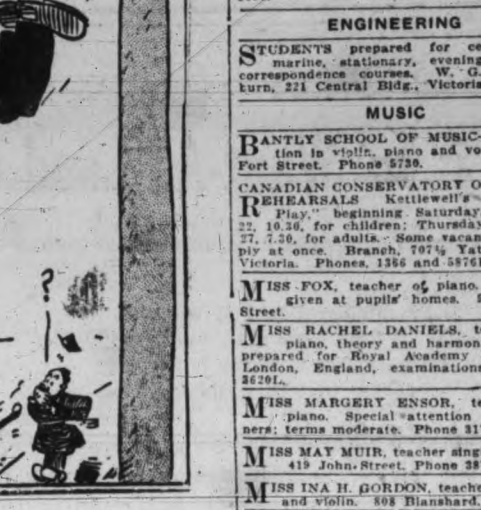 ?
ENGINEERING
STUDENTS prepared for ce
marine, stationary, evening
correspondence courses. W. G.
burn, 221 Central Bldg., Victoria
MUSIC
BANTLY SCHOOL OF MUSIC—
tion in violin, piano and vo
Fort Street. Phone 5730.
CANADIAN CONSERVATORY O
REHEARSALS Kettlewell's
Play," beginning Saturday
22, 10.30, for children; Thursday
27, 7.30, for adults. Some vacan
ply at once. Branch, 707½ Yat
Victoria. Phones, 1366 and 5876L
MISS FOX, teacher of piano.
given at pupils' homes.
Street.
MISS RACHEL DANIELS, t
piano, theory and harmon
prepared for Royal Academy
London, England, examinations
3620L.
MISS MARGERY ENSOR, te
piano. Special attention
ners; terms moderate. Phone 31
MISS MAY MUIR, teacher sing
419 John Street. Phone 38
MISS INA H. GORDON, teache
and violin. 808 Blanshard.